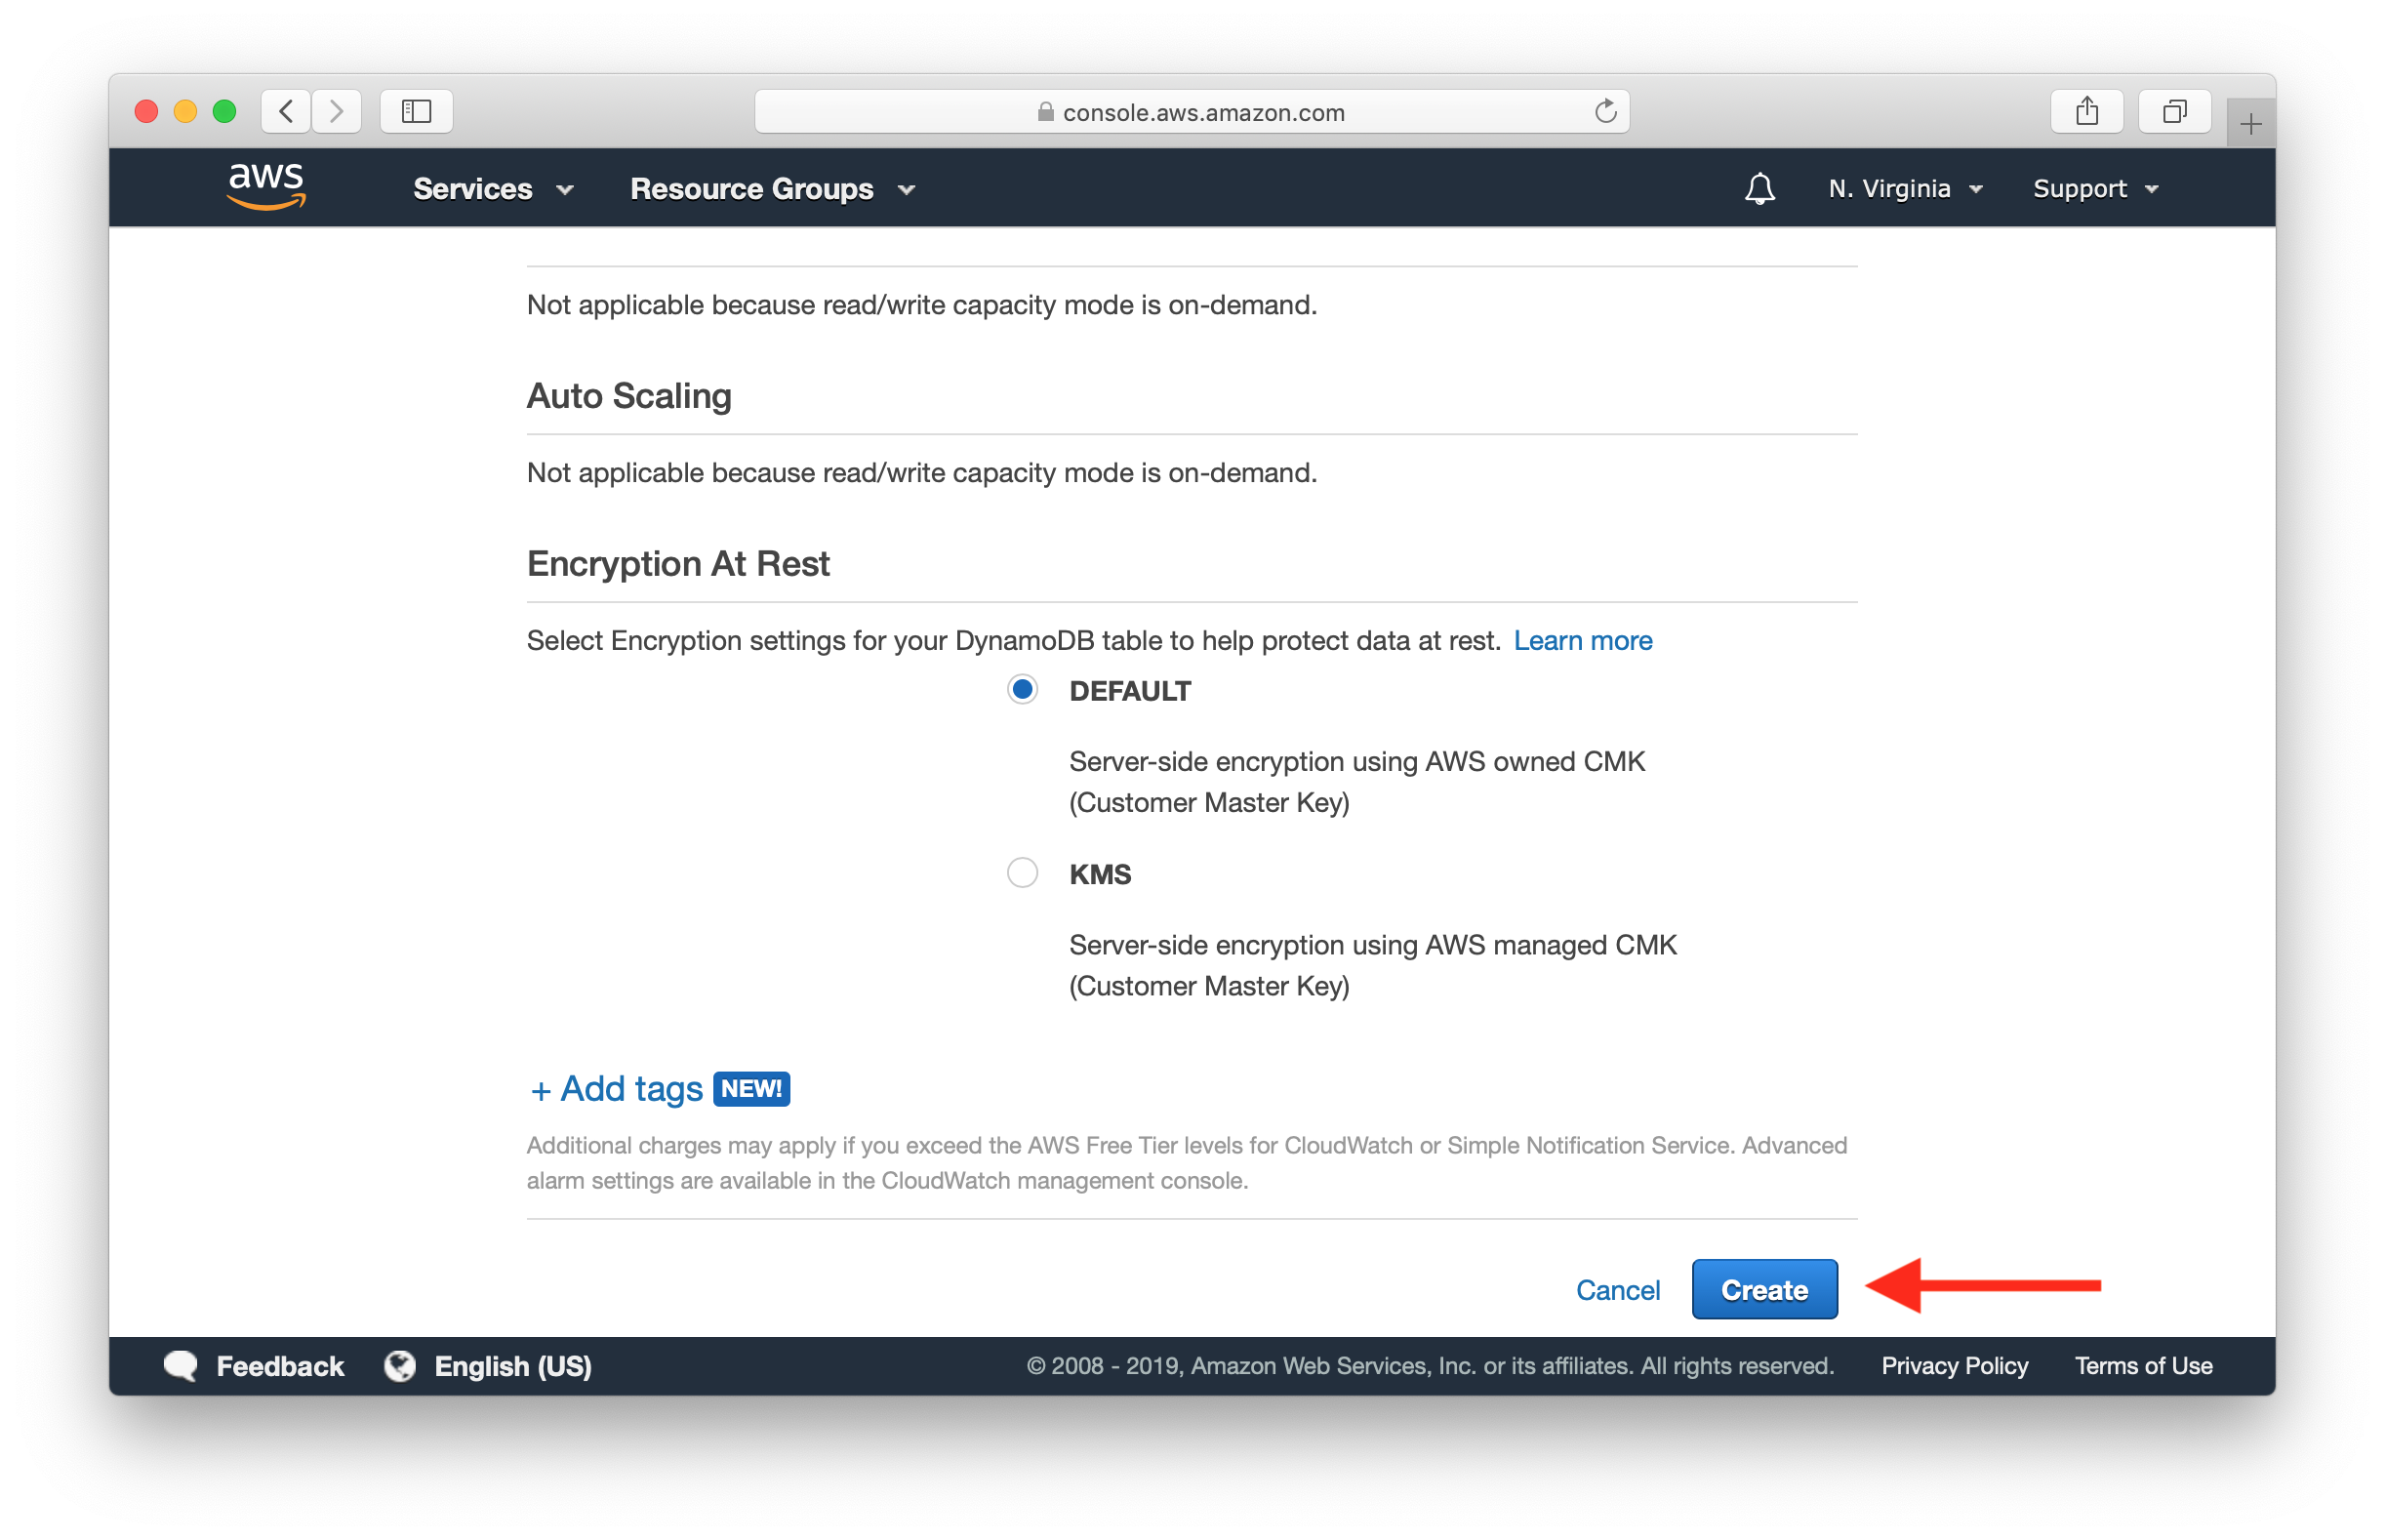 console.aws.amazon.com
aws Services Resource Groups N. Virginia Support
Not applicable because read/write capacity mode is on-demand.
Auto Scaling
Not applicable because read/write capacity mode is on-demand.
Encryption At Rest
Select Encryption settings for your DynamoDB table to help protect data at rest. Learn more
DEFAULT
Server-side encryption using AWS owned CMK
(Customer Master Key)
KMS
Server-side encryption using AWS managed CMK
(Customer Master Key)
+ Add tags NEW!
Additional charges may apply if you exceed the AWS Free Tier levels for CloudWatch or Simple Notification Service. Advanced
alarm settings are available in the CloudWatch management console.
Cancel Create
Feedback English (US) © 2008 - 2019, Amazon Web Services, Inc. or its affiliates. All rights reserved. Privacy Policy Terms of Use